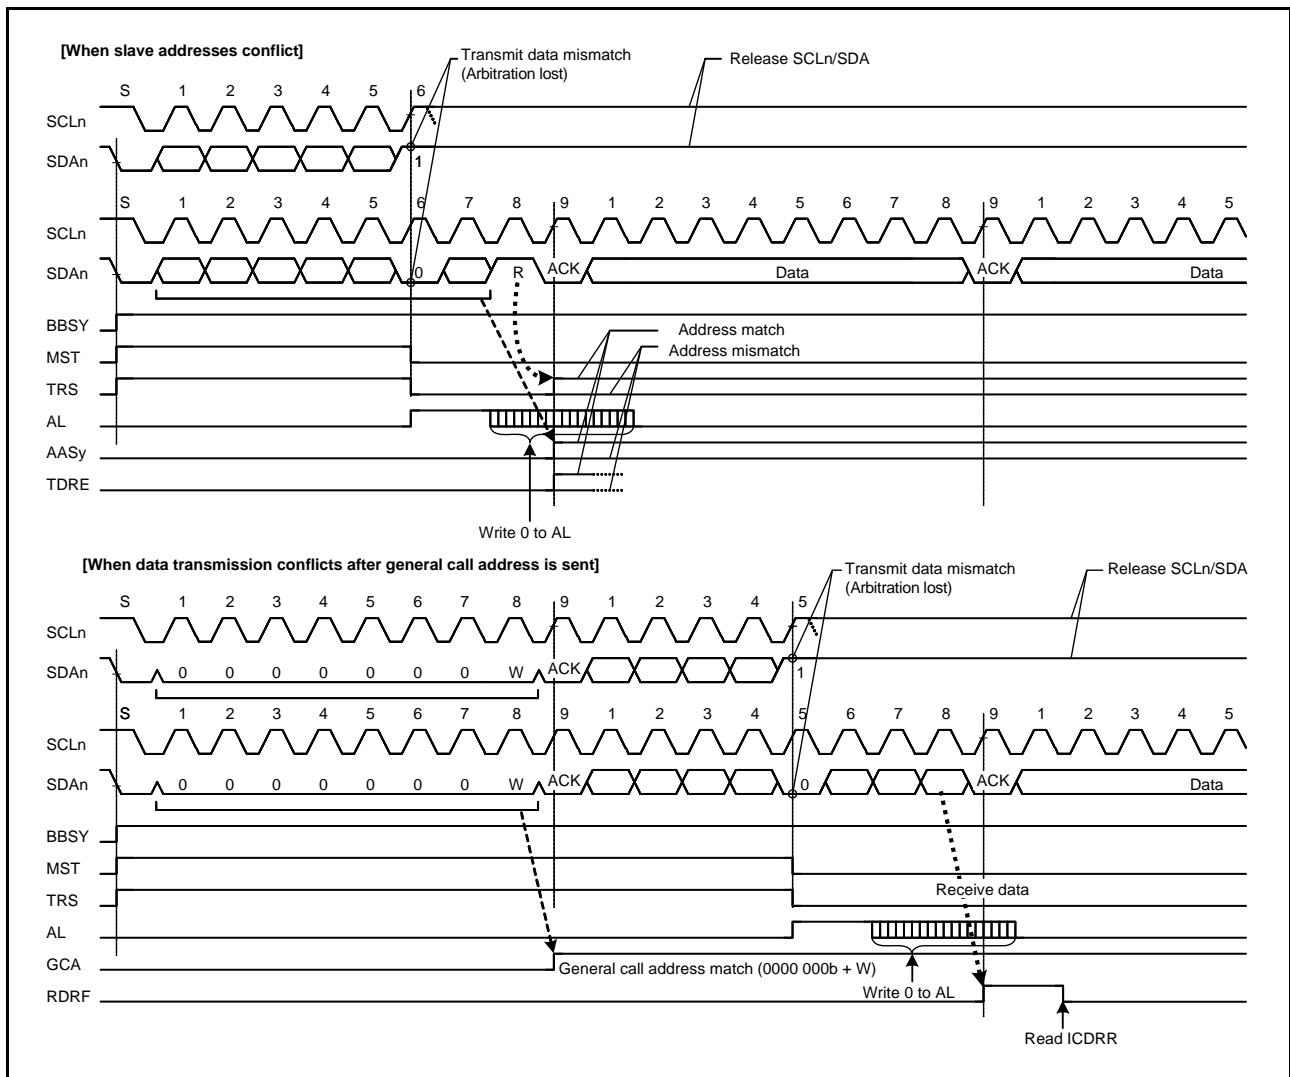 [When slave addresses conflict]
Transmit data mismatch
(Arbitration lost)
Release SCLn/SDA
S 1 2 3 4 5 6
SCLn
SDAn 1
S 1 2 3 4 5 6 7 8 9 1 2 3 4 5 6 7 8 9 1 2 3 4 5
SCLn
SDAn 0 R ACK Data ACK Data
BBSY
Address match
MST
Address mismatch
TRS
AL
AASy
TDRE
Write 0 to AL
[When data transmission conflicts after general call address is sent]
Transmit data mismatch
(Arbitration lost)
Release SCLn/SDA
S 1 2 3 4 5 6 7 8 9 1 2 3 4 5
SCLn
SDAn 0 0 0 0 0 0 0 W ACK 1
S 1 2 3 4 5 6 7 8 9 1 2 3 4 5 6 7 8 9 1 2 3 4 5
SCLn
SDAn 0 0 0 0 0 0 0 W ACK 0 ACK Data
BBSY
MST
Receive data
TRS
AL
GCA
General call address match (0000 000b + W)
Write 0 to AL
RDRF
Read ICDRR